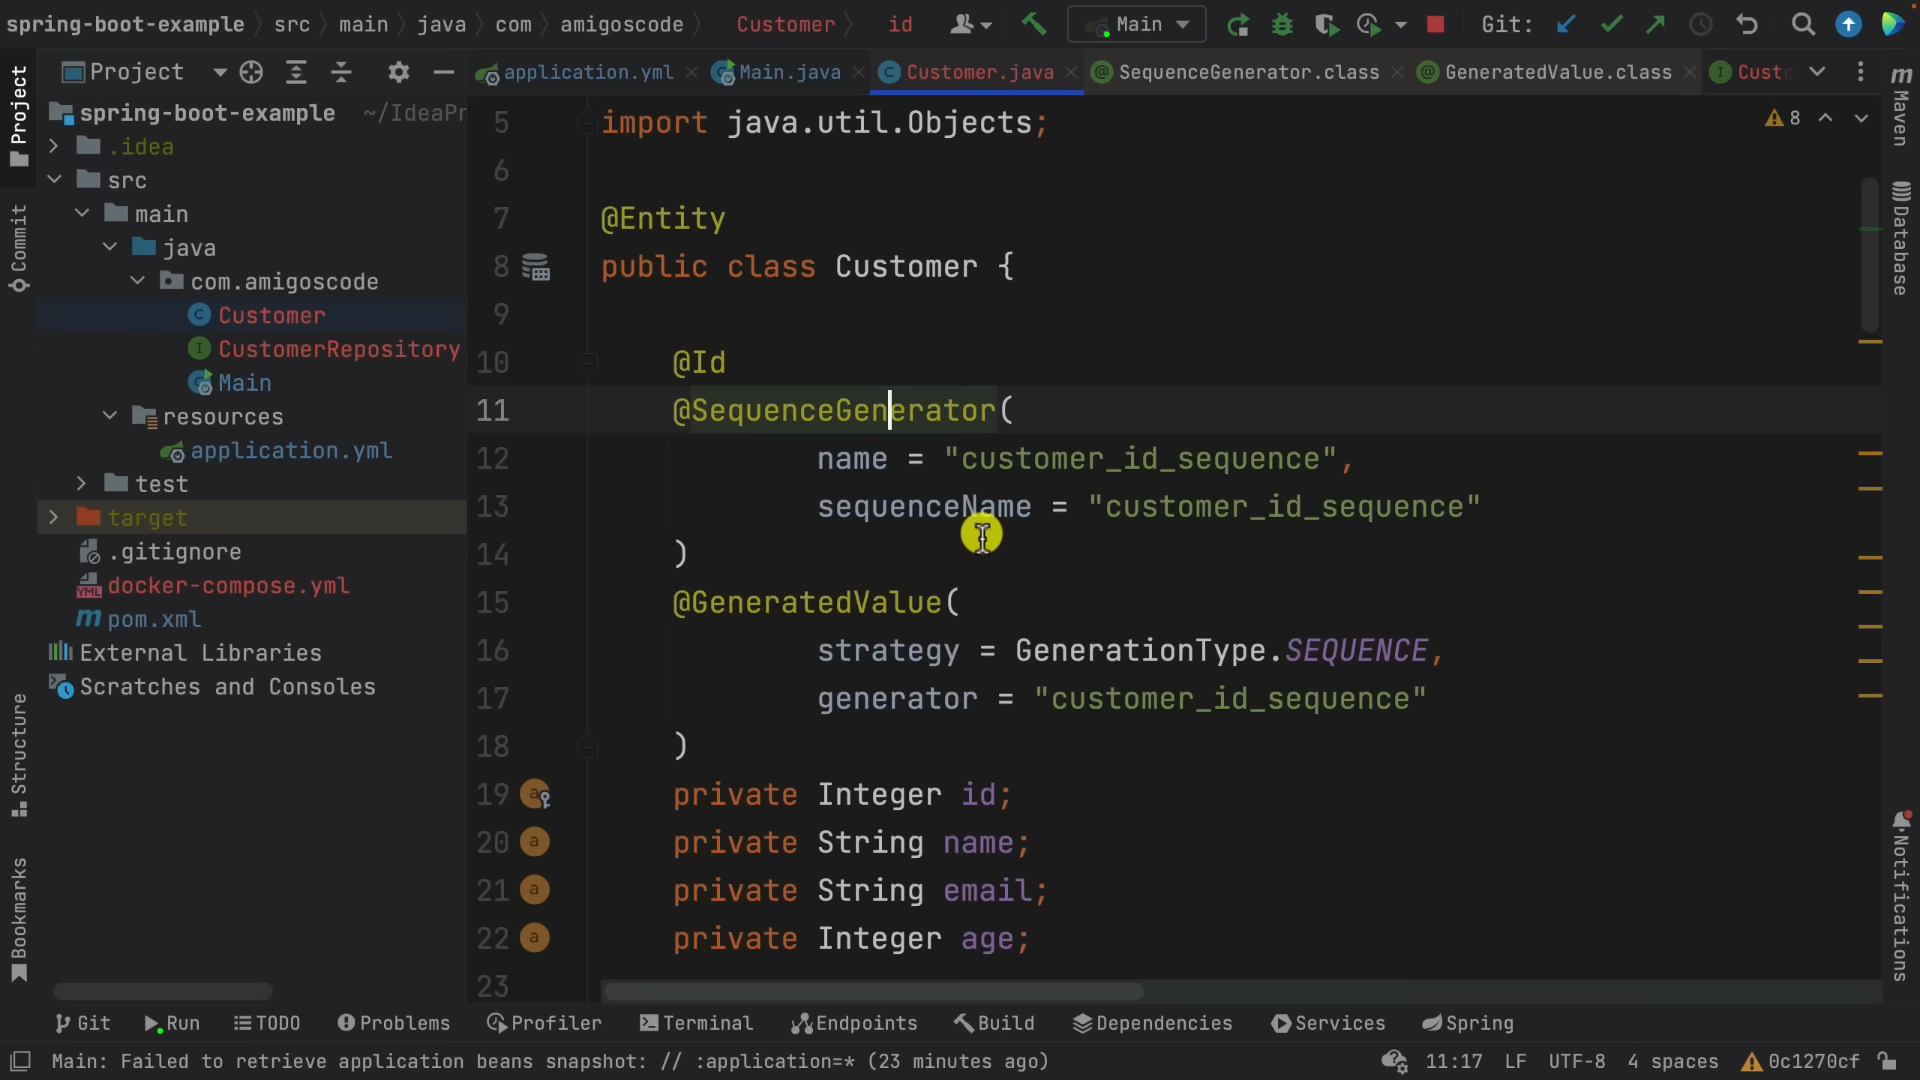 spring-boot-example src main java com amigoscode Customer id Main Git:
Project
application.yml Main.java Customer.java SequenceGenerator.class GeneratedValue.class
Project
Commit
Structure
Bookmarks
spring-boot-example ~/IdeaPr
.idea
src
main
java
com.amigoscode
Customer
CustomerRepository
Main
resources
application.yml
test
target
.gitignore
docker-compose.yml
pom.xml
External Libraries
Scratches and Consoles
5 import java.util.Objects;
6
7 @Entity
8 public class Customer {
9
10 @Id
11 @SequenceGenerator(
12 name = "customer_id_sequence",
13 sequenceName = "customer_id_sequence"
14 )
15 @GeneratedValue(
16 strategy = GenerationType.SEQUENCE,
17 generator = "customer_id_sequence"
18 )
19 private Integer id;
20 private String name;
21 private String email;
22 private Integer age;
23
8
Maven
Database
Notifications
Git Run TODO Problems Profiler Terminal Endpoints Build Dependencies Services Spring
Main: Failed to retrieve application beans snapshot: // :application=* (23 minutes ago) 11:17 LF UTF-8 4 spaces 0c1270cf